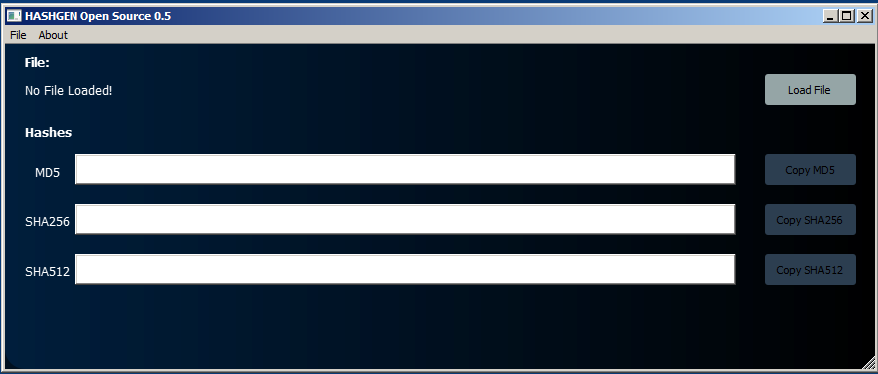 HASHGEN Open Source 0.5
File About
File:
No File Loaded!
Load File
Hashes
MD5 Copy MD5
SHA256 Copy SHA256
SHA512 Copy SHA512